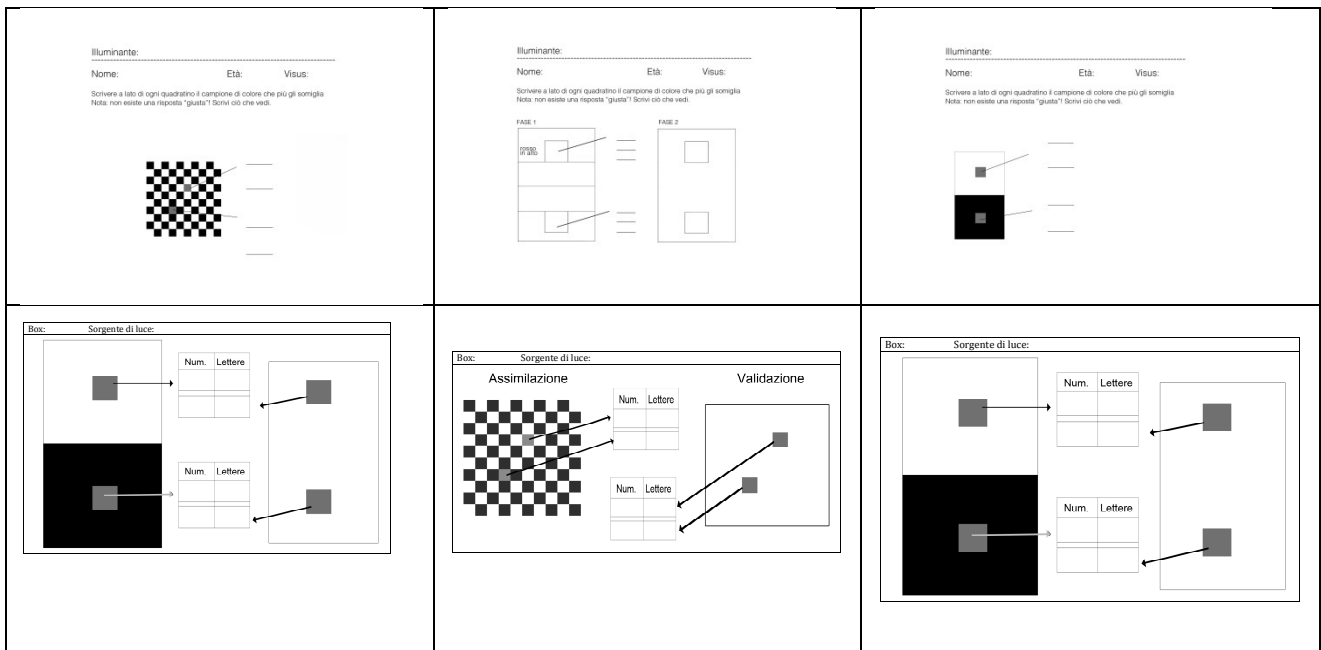 Illuminante:
Nome: Età: Visus:
Scrivere a lato di ogni quadratino il campione di colore che più gli somiglia
Nota: non esiste una risposta "giusta"! Scrivi ciò che vedi.
Illuminante:
Nome: Età: Visus:
Scrivere a lato di ogni quadratino il campione di colore che più gli somiglia
Nota: non esiste una risposta "giusta"! Scrivi ciò che vedi.
FASE 1 FASE 2
rosso
in alto
Illuminante:
Nome: Età: Visus:
Scrivere a lato di ogni quadratino il campione di colore che più gli somiglia
Nota: non esiste una risposta "giusta"! Scrivi ciò che vedi.
Box: Sorgente di luce:
Num. Lettere
Num. Lettere
Box: Sorgente di luce:
Assimilazione Validazione
Num. Lettere
Num. Lettere
Box: Sorgente di luce:
Num. Lettere
Num. Lettere